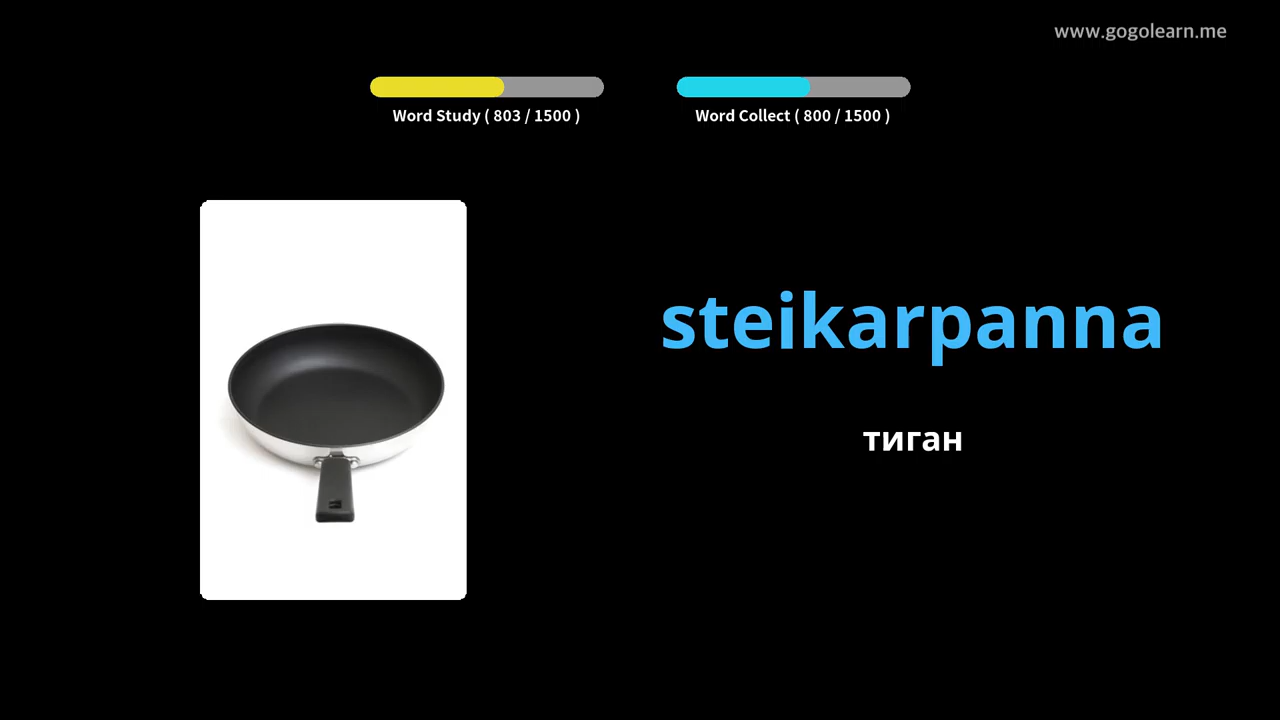 www.gogolearn.me
Word Study ( 803 / 1500 )
Word Collect ( 800 / 1500 )
steikarpanna
тиган